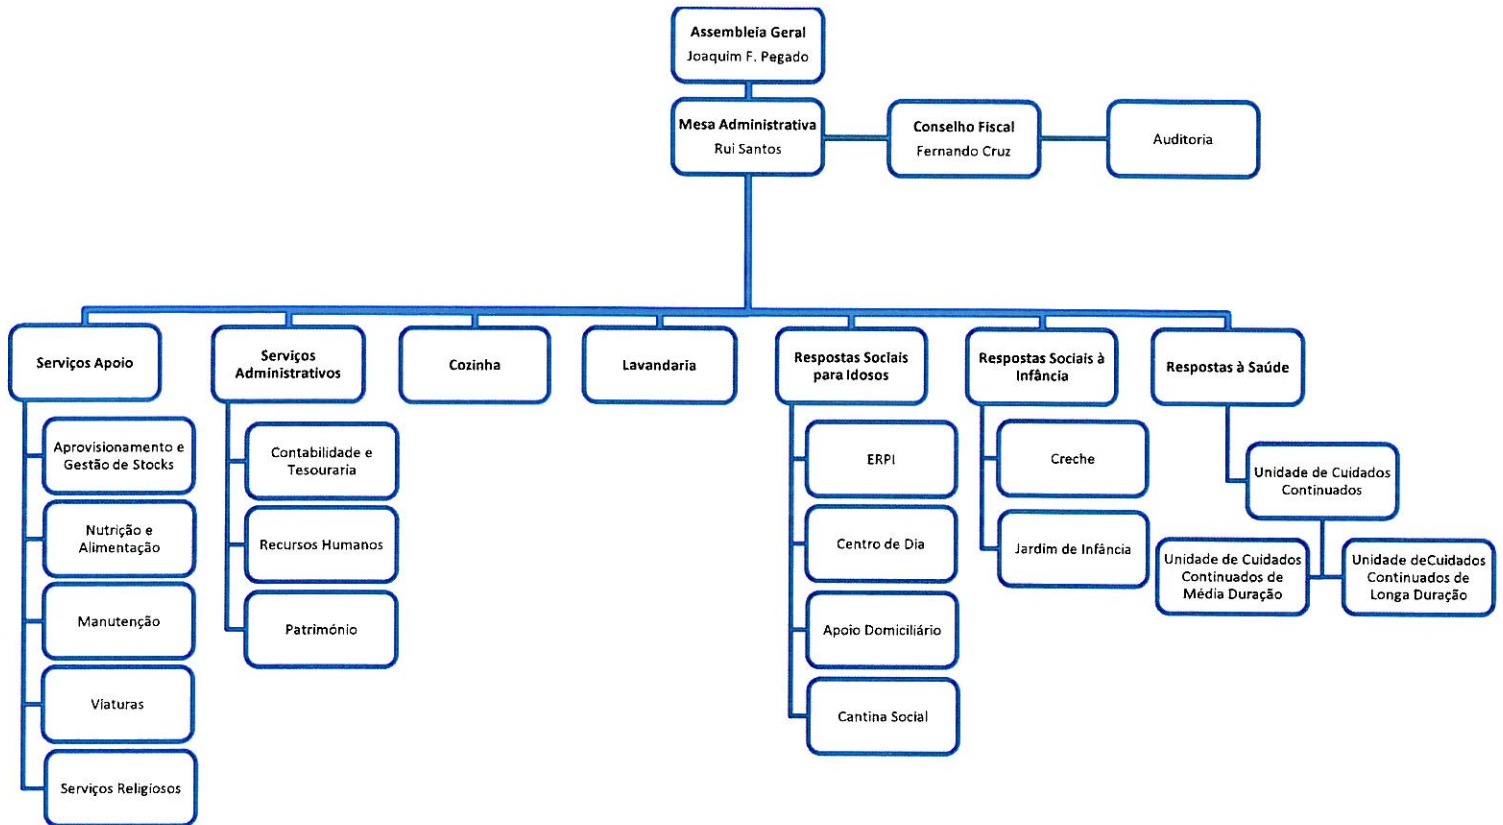 Assembleia Geral
Joaquim F. Pegado
Mesa Administrativa
Rui Santos
Conselho Fiscal
Fernando Cruz
Auditoria
Serviços Apoio
Serviços
Administrativos
Cozinha
Lavandaria
Respostas Sociais
para Idosos
Respostas Sociais à
Infância
Respostas à Saúde
Aprovisionamento e
Gestão de Stocks
Nutrição e
Alimentação
Manutenção
Viaturas
Serviços Religiosos
Contabilidade e
Tesouraria
Recursos Humanos
Património
ERPI
Centro de Dia
Apoio Domiciliário
Cantina Social
Creche
Jardim de Infância
Unidade de Cuidados
Continuados
Unidade de Cuidados
Continuados de
Média Duração
Unidade deCuidados
Continuados de
Longa Duração